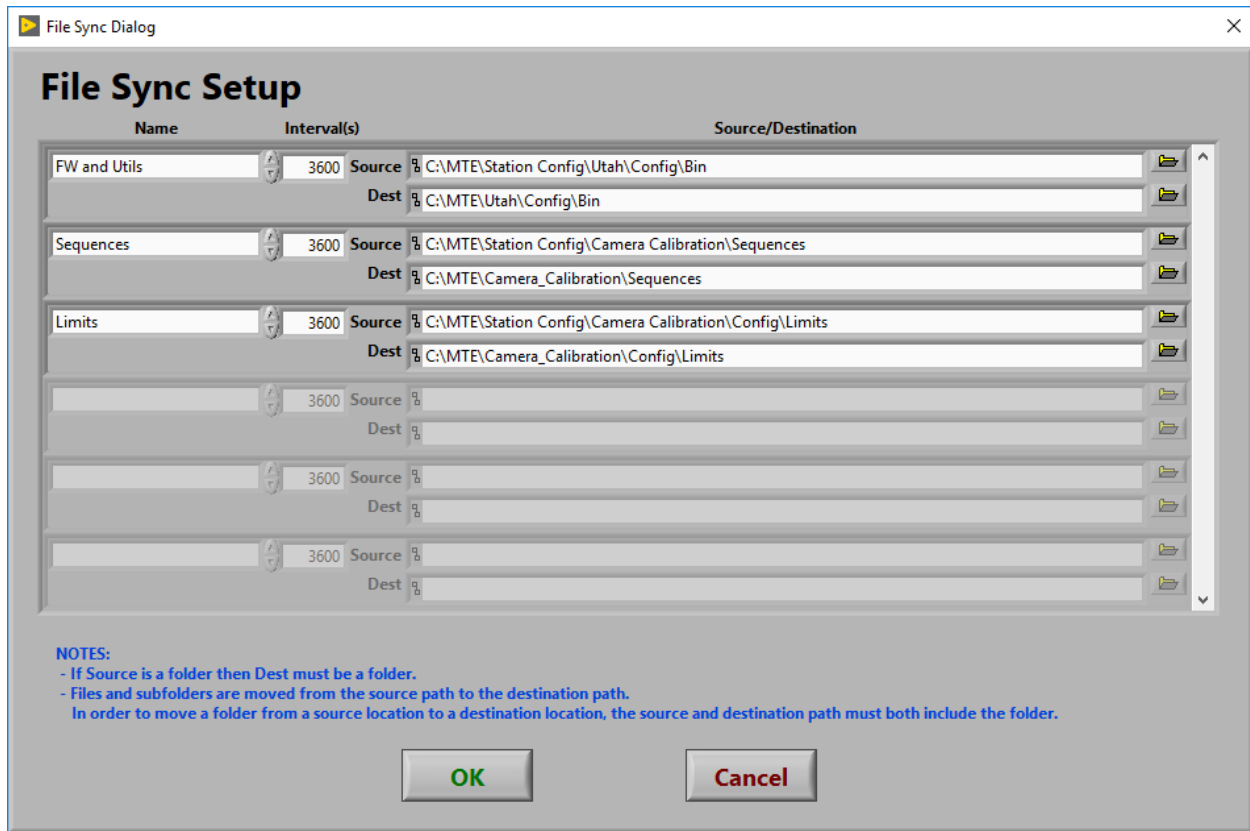 File Sync Dialog
File Sync Setup
Name Interval(s) Source/Destination
FW and Utils 3600 Source C:\MTE\Station Config\Utah\Config\Bin
Dest C:\MTE\Utah\Config\Bin
Sequences 3600 Source C:\MTE\Station Config\Camera Calibration\Sequences
Dest C:\MTE\Camera_Calibration\Sequences
Limits 3600 Source C:\MTE\Station Config\Camera Calibration\Config\Limits
Dest C:\MTE\Camera_Calibration\Config\Limits
3600 Source
Dest
3600 Source
Dest
3600 Source
Dest
NOTES:
- If Source is a folder then Dest must be a folder.
- Files and subfolders are moved from the source path to the destination path.
In order to move a folder from a source location to a destination location, the source and destination path must both include the folder.
OK Cancel